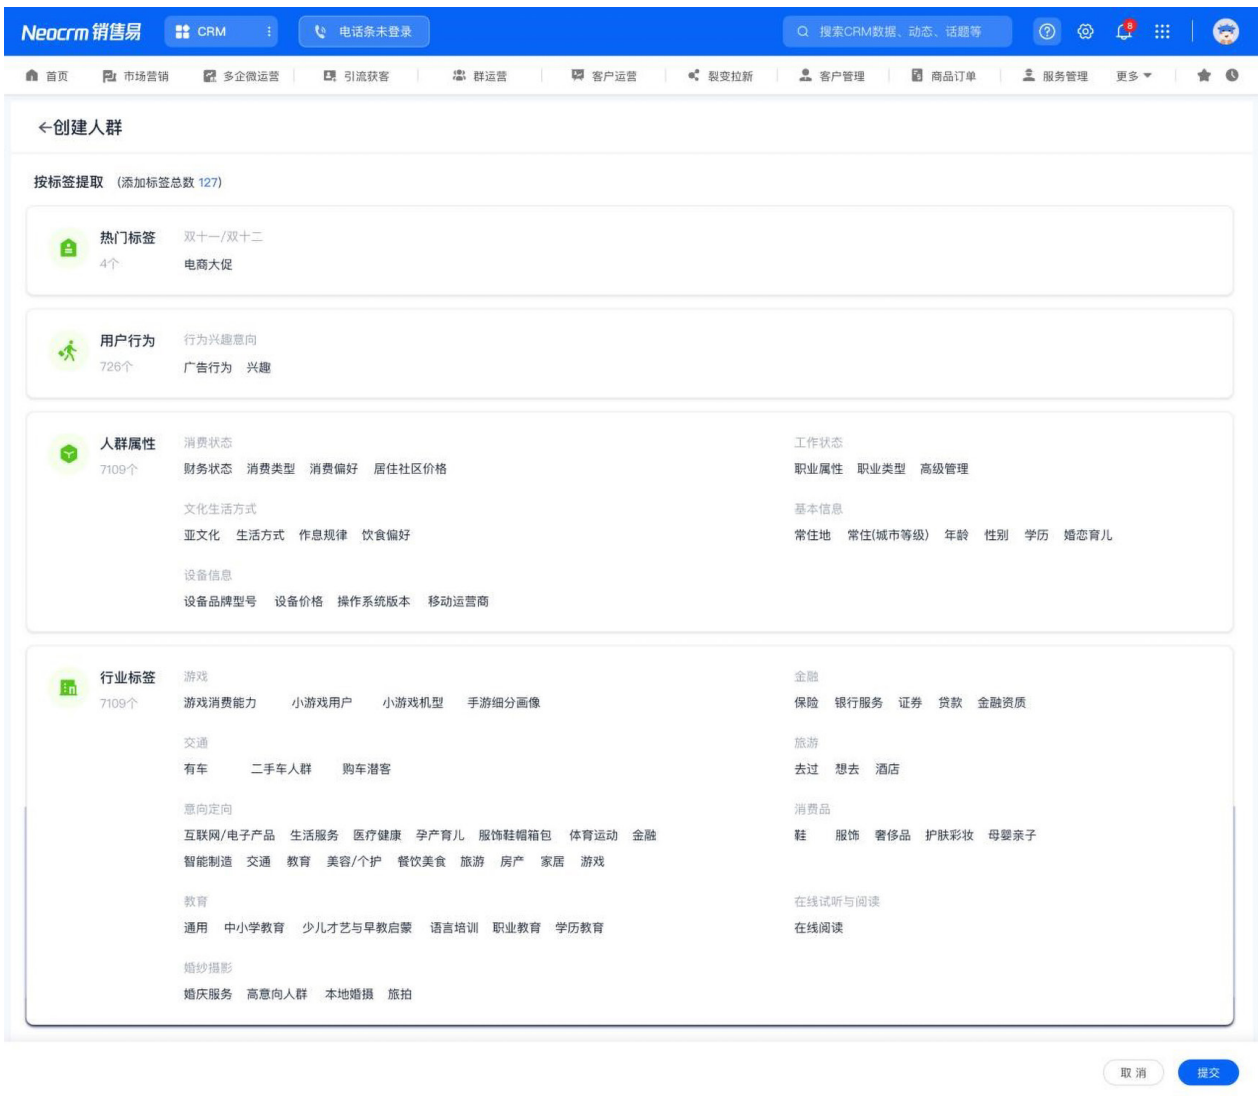 Neocrm 销售易 CRM 电话条未登录 搜索CRM数据、动态、话题等 8
首页 市场营销 多企微运营 引流获客 群运营 客户运营 裂变拉新 客户管理 商品订单 服务管理 更多
←创建人群
按标签提取 (添加标签总数 127)
热门标签 双十一/双十二
4个 电商大促
用户行为 行为兴趣意向
726个 广告行为 兴趣
人群属性 消费状态 工作状态
7109个 财务状态 消费类型 消费偏好 居住社区价格 职业属性 职业类型 高级管理
文化生活方式 基本信息
亚文化 生活方式 作息规律 饮食偏好 常住地 常住(城市等级) 年龄 性别 学历 婚恋育儿
设备信息
设备品牌型号 设备价格 操作系统版本 移动运营商
行业标签 游戏 金融
7109个 游戏消费能力 小游戏用户 小游戏机型 手游细分画像 保险 银行服务 证券 贷款 金融资质
交通 旅游
有车 二手车人群 购车潜客 去过 想去 酒店
意向定向 消费品
互联网/电子产品 生活服务 医疗健康 孕产育儿 服饰鞋帽箱包 体育运动 金融 鞋 服饰 奢侈品 护肤彩妆 母婴亲子
智能制造 交通 教育 美容/个护 餐饮美食 旅游 房产 家居 游戏
教育 在线试听与阅读
通用 中小学教育 少儿才艺与早教启蒙 语言培训 职业教育 学历教育 在线阅读
婚纱摄影
婚庆服务 高意向人群 本地婚摄 旅拍
取消 提交